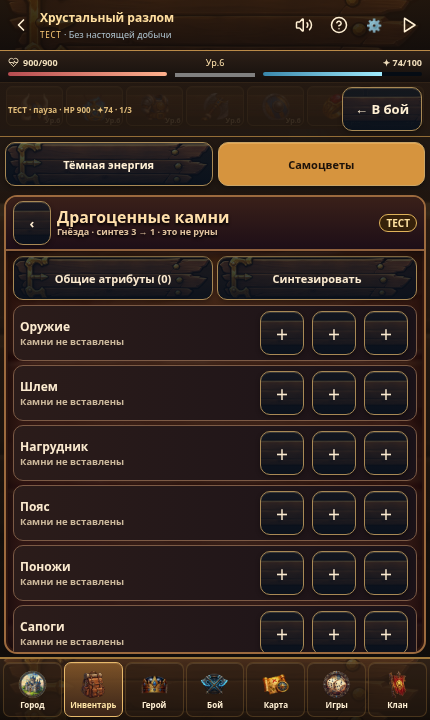 Хрустальный разлом
ТЕСТ · Без настоящей добычи
900/900
Ур.6
74/100
ТЕСТ · пауза · HP 900 · ✦74 · 1/3
← В бой
Тёмная энергия
Самоцветы
‹
Драгоценные камни
Гнёзда · синтез 3 → 1 · это не руны
ТЕСТ
Общие атрибуты (0)
Синтезировать
Оружие
Камни не вставлены
+ + +
Шлем
Камни не вставлены
+ + +
Нагрудник
Камни не вставлены
+ + +
Пояс
Камни не вставлены
+ + +
Поножи
Камни не вставлены
+ + +
Сапоги
Камни не вставлены
+ + +
Город
Инвентарь
Герой
Бой
Карта
Игры
Клан